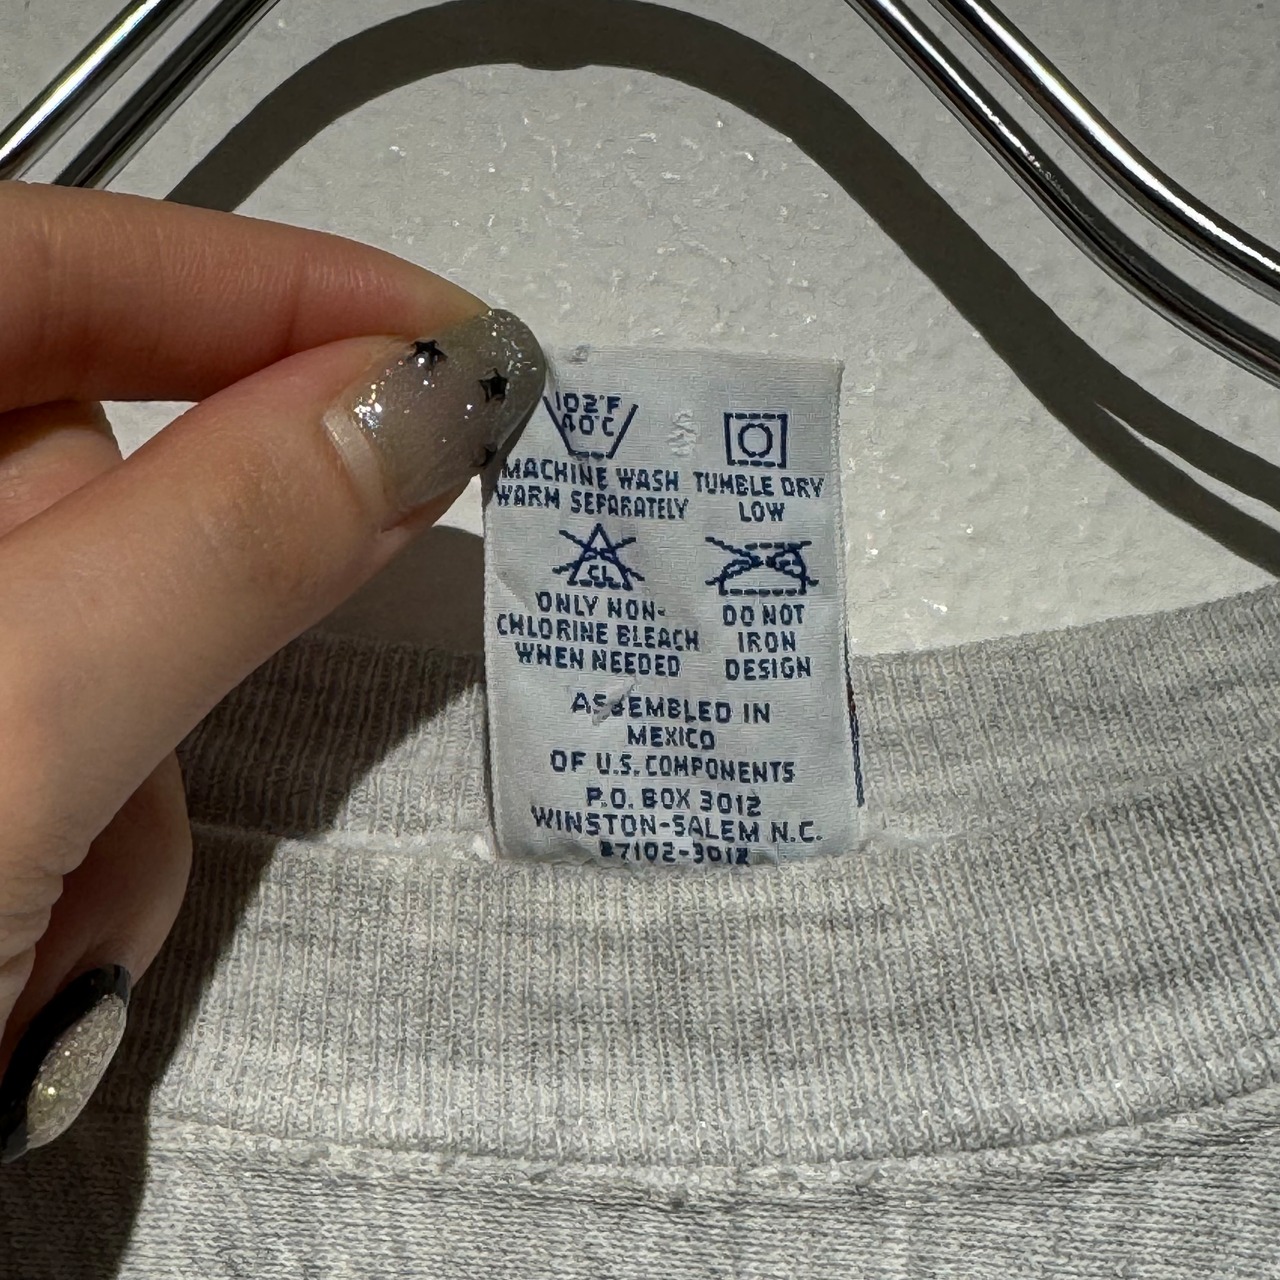 102°F
40°C
MACHINE WASH
WARM SEPARATELY
TUMBLE DRY
LOW
CL
ONLY NON-
CHLORINE BLEACH
WHEN NEEDED
DO NOT
IRON
DESIGN
ASSEMBLED IN
MEXICO
OF U.S. COMPONENTS
P.O. BOX 3012
WINSTON-SALEM N.C.
27102-3012